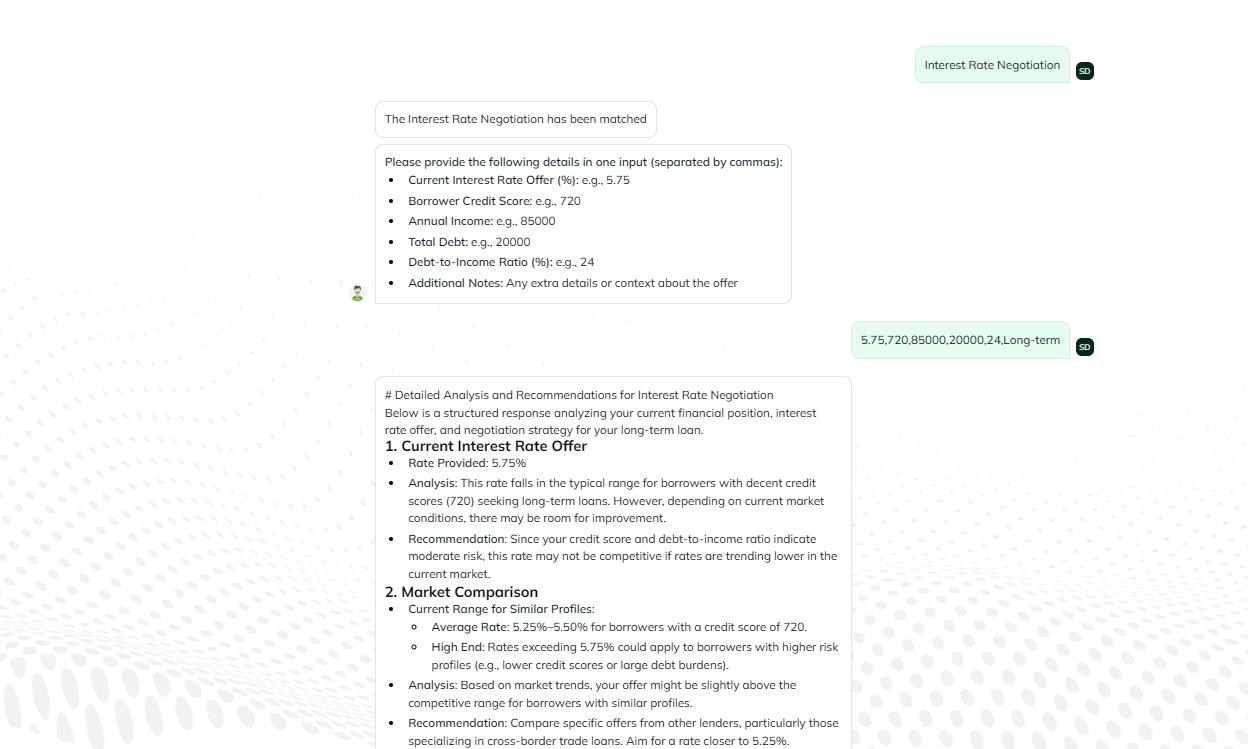 Interest Rate Negotiation
SD
The Interest Rate Negotiation has been matched
Please provide the following details in one input (separated by commas):
• Current Interest Rate Offer (%): e.g., 5.75
• Borrower Credit Score: e.g., 720
• Annual Income: e.g., 85000
• Total Debt: e.g., 20000
• Debt-to-Income Ratio (%): e.g., 24
• Additional Notes: Any extra details or context about the offer
5.75,720,85000,20000,24,Long-term
SD
# Detailed Analysis and Recommendations for Interest Rate Negotiation
Below is a structured response analyzing your current financial position, interest
rate offer, and negotiation strategy for your long-term loan.
1. Current Interest Rate Offer
• Rate Provided: 5.75%
• Analysis: This rate falls in the typical range for borrowers with decent credit
scores (720) seeking long-term loans. However, depending on current market
conditions, there may be room for improvement.
• Recommendation: Since your credit score and debt-to-income ratio indicate
moderate risk, this rate may not be competitive if rates are trending lower in the
current market.
2. Market Comparison
• Current Range for Similar Profiles:
◦ Average Rate: 5.25%–5.50% for borrowers with a credit score of 720.
◦ High End: Rates exceeding 5.75% could apply to borrowers with higher risk
profiles (e.g., lower credit scores or large debt burdens).
• Analysis: Based on market trends, your offer might be slightly above the
competitive range for borrowers with similar profiles.
• Recommendation: Compare specific offers from other lenders, particularly those
specializing in cross-border trade loans. Aim for a rate closer to 5.25%.